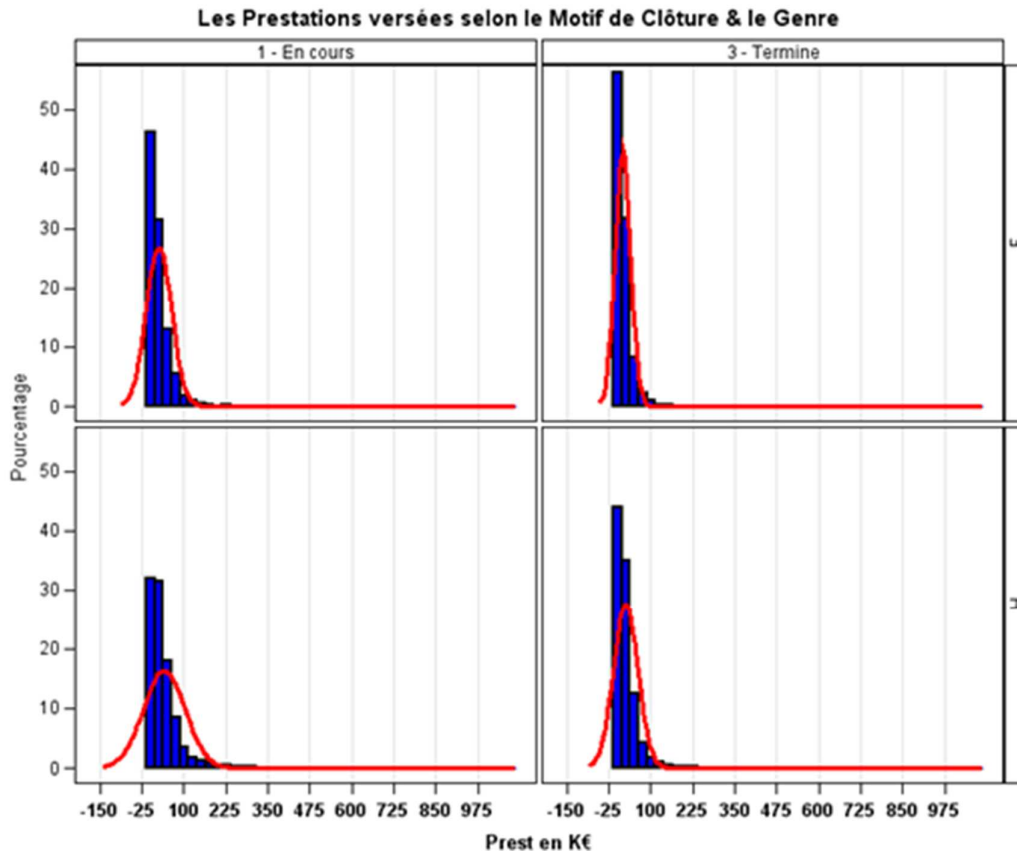 Les Prestations versées selon le Motif de Clôture & le Genre
1 - En cours
3 - Termine
50
40
30
20
10
0
50
40
30
20
10
0
Pourcentage
-150 -25 100 225 350 475 600 725 850 975
-150 -25 100 225 350 475 600 725 850 975
Prest en K€